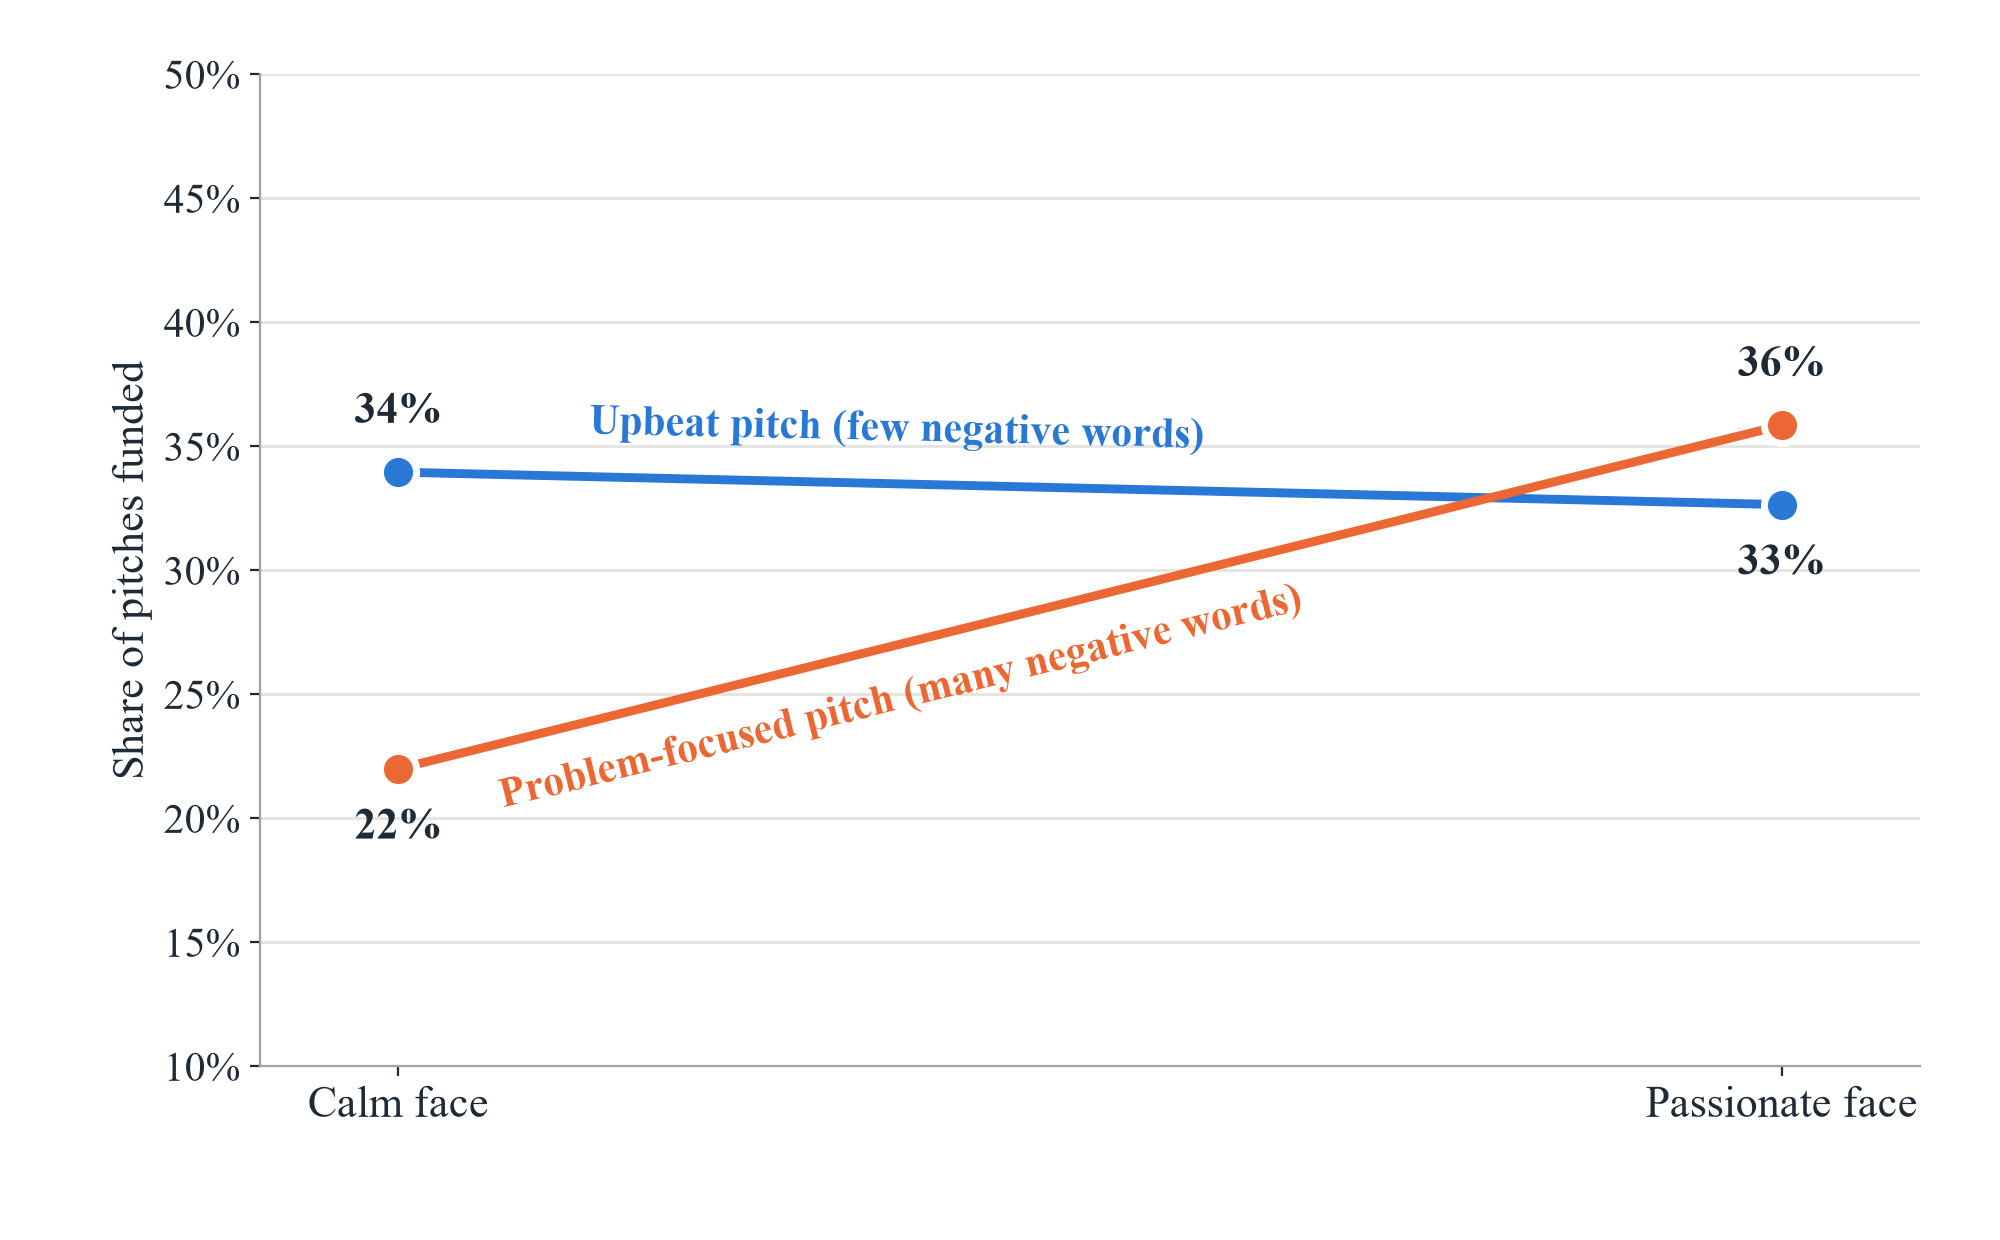 50%
45%
40%
35%
30%
25%
20%
15%
10%
Share of pitches funded
34%
Upbeat pitch (few negative words)
36%
33%
Problem-focused pitch (many negative words)
22%
Calm face
Passionate face